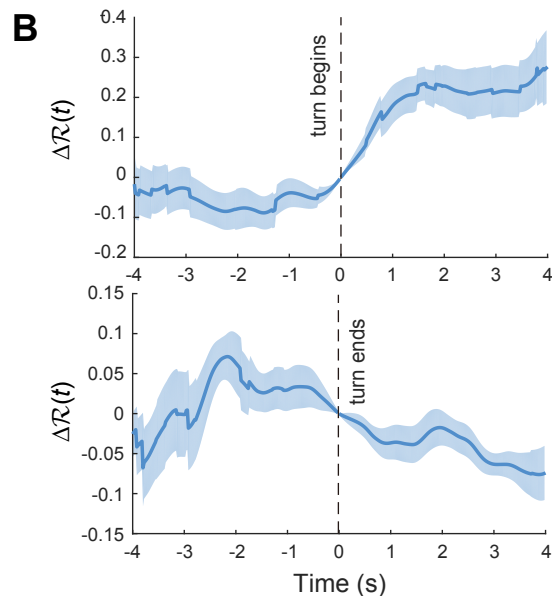 B
0.4
0.3
0.2
0.1
0
-0.1
0.2
ΔR(t)
turn begins
-4 -3 -2 -1 0 1 2 3 4
0.15
0.1
0.05
0
-0.05
-0.1
-0.15
ΔR(t)
turn ends
-4 -3 -2 -1 0 1 2 3 4
Time (s)